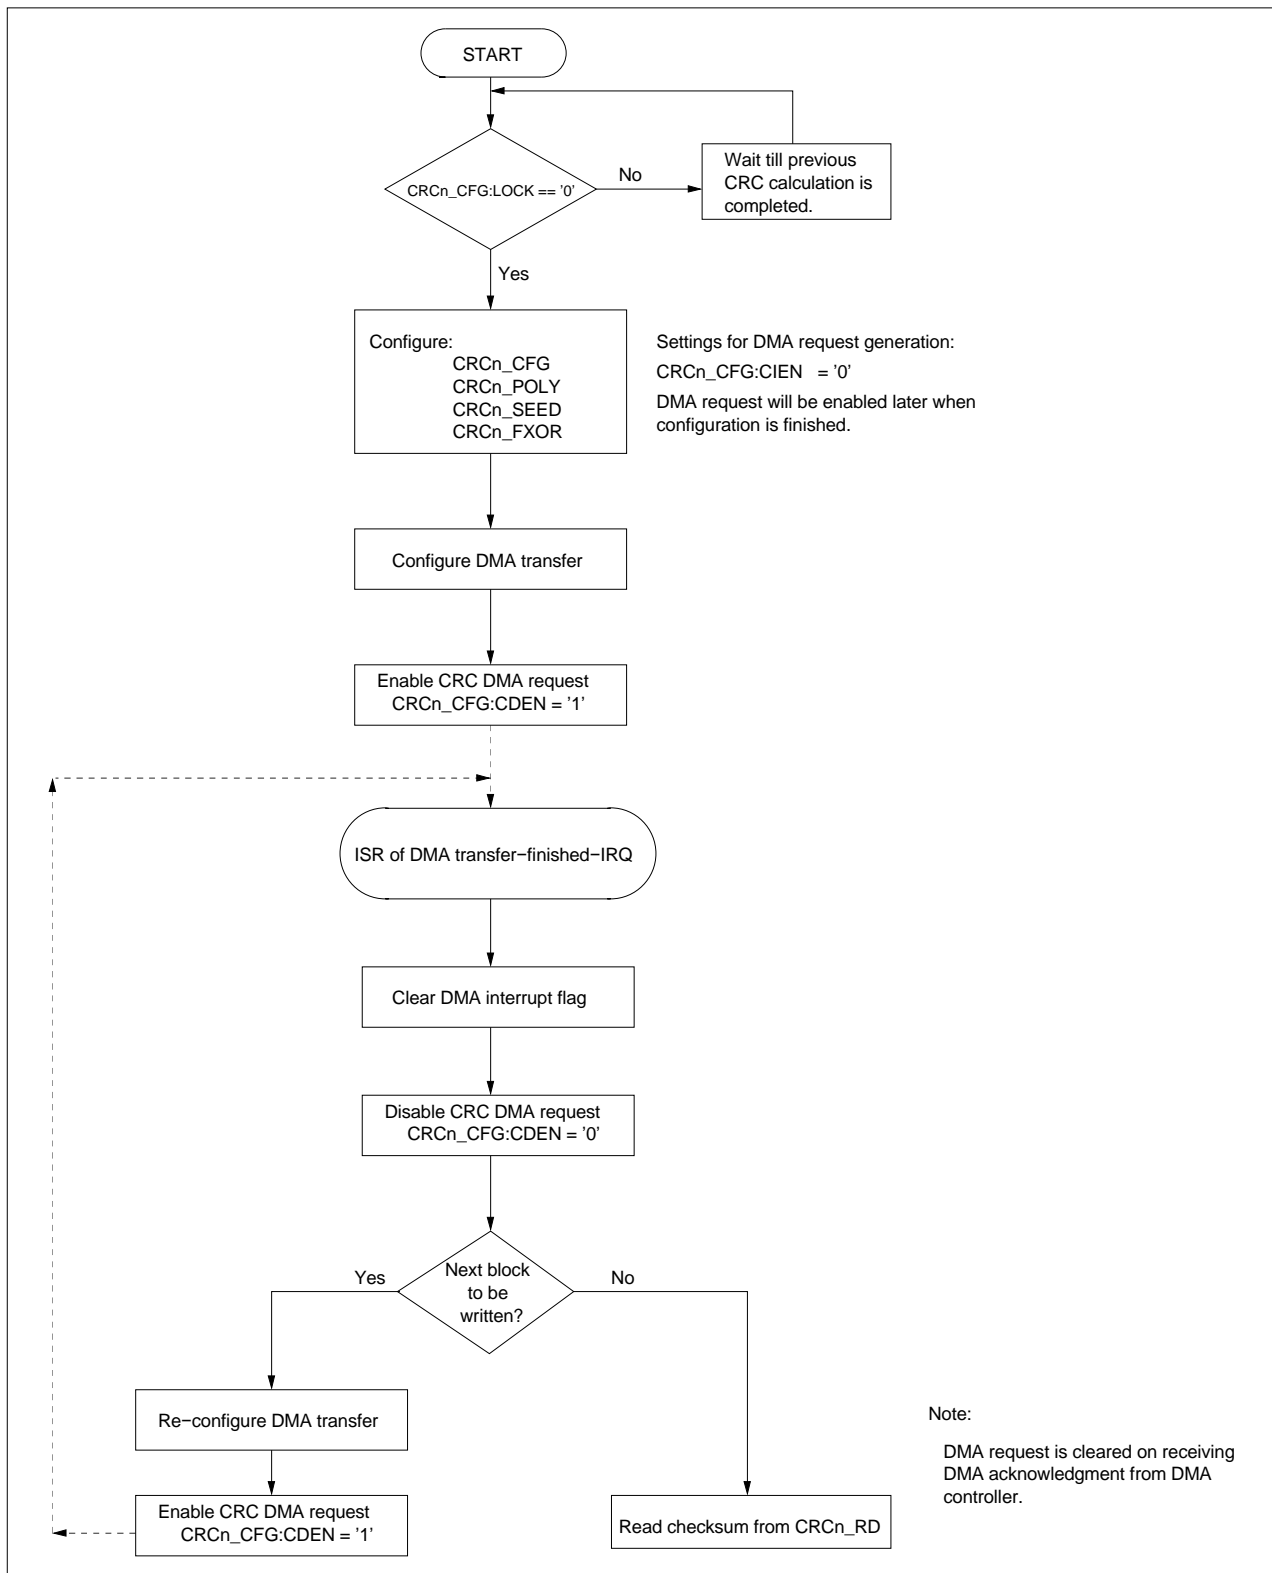 START
CRCn_CFG:LOCK == '0'
No
Wait till previous
CRC calculation is
completed.
Yes
Configure:
CRCn_CFG
CRCn_POLY
CRCn_SEED
CRCn_FXOR
Settings for DMA request generation:
CRCn_CFG:CIEN = '0'
DMA request will be enabled later when
configuration is finished.
Configure DMA transfer
Enable CRC DMA request
CRCn_CFG:CDEN = '1'
ISR of DMA transfer−finished−IRQ
Clear DMA interrupt flag
Disable CRC DMA request
CRCn_CFG:CDEN = '0'
Next block
to be
written?
Yes
No
Re−configure DMA transfer
Enable CRC DMA request
CRCn_CFG:CDEN = '1'
Read checksum from CRCn_RD
Note:
DMA request is cleared on receiving
DMA acknowledgment from DMA
controller.